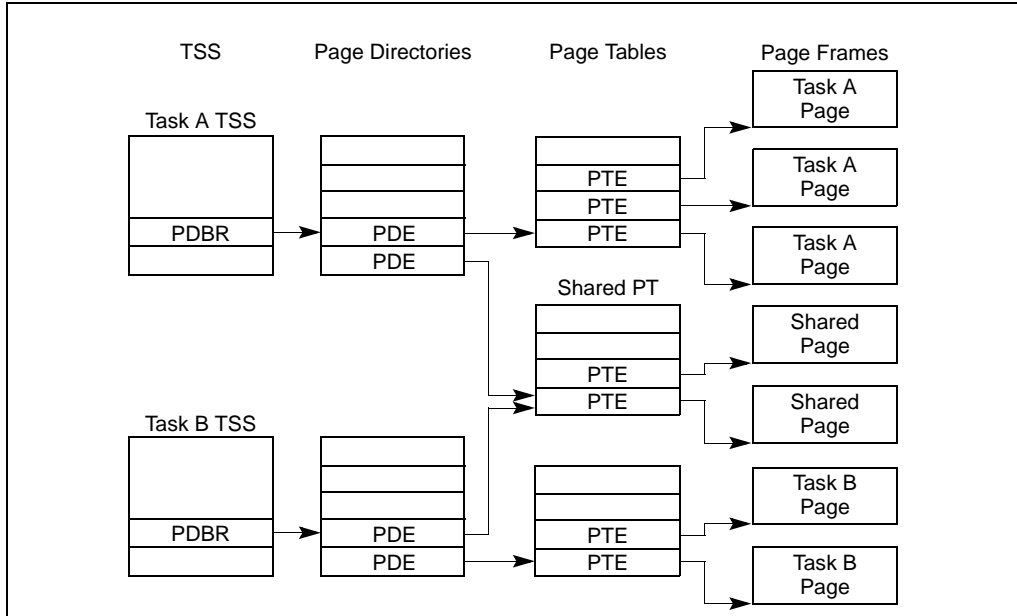 TSS Page Directories Page Tables Page Frames
Task A TSS
PDBR
PDE
PDE
PTE
PTE
PTE
Task A
Page
Task A
Page
Task A
Page
Shared PT
PTE
PTE
Shared
Page
Shared
Page
Task B TSS
PDBR
PDE
PDE
PTE
PTE
Task B
Page
Task B
Page